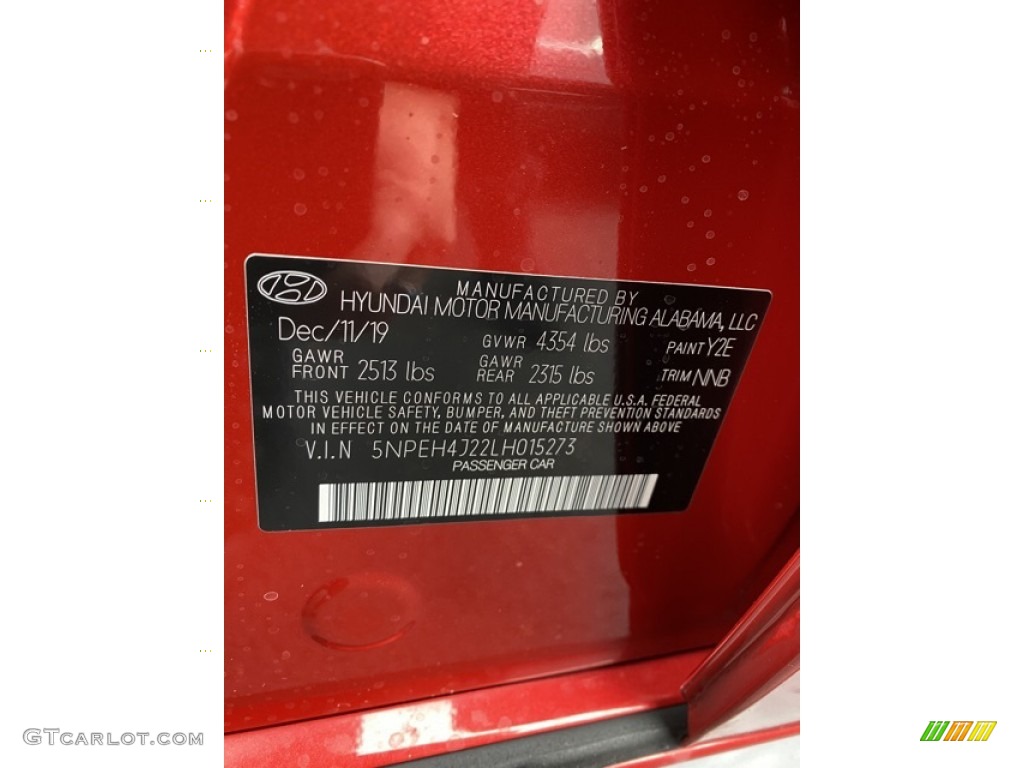 MANUFACTURED BY
HYUNDAI MOTOR MANUFACTURING ALABAMA, LLC
Dec/11/19 GVWR 4354 lbs PAINT Y2E
GAWR FRONT 2513 lbs GAWR REAR 2315 lbs TRIM NNB
THIS VEHICLE CONFORMS TO ALL APPLICABLE U.S.A. FEDERAL
MOTOR VEHICLE SAFETY, BUMPER, AND THEFT PREVENTION STANDARDS
IN EFFECT ON THE DATE OF MANUFACTURE SHOWN ABOVE
V.I.N 5NPEH4J22LH015273
PASSENGER CAR
GTCARLOT.COM